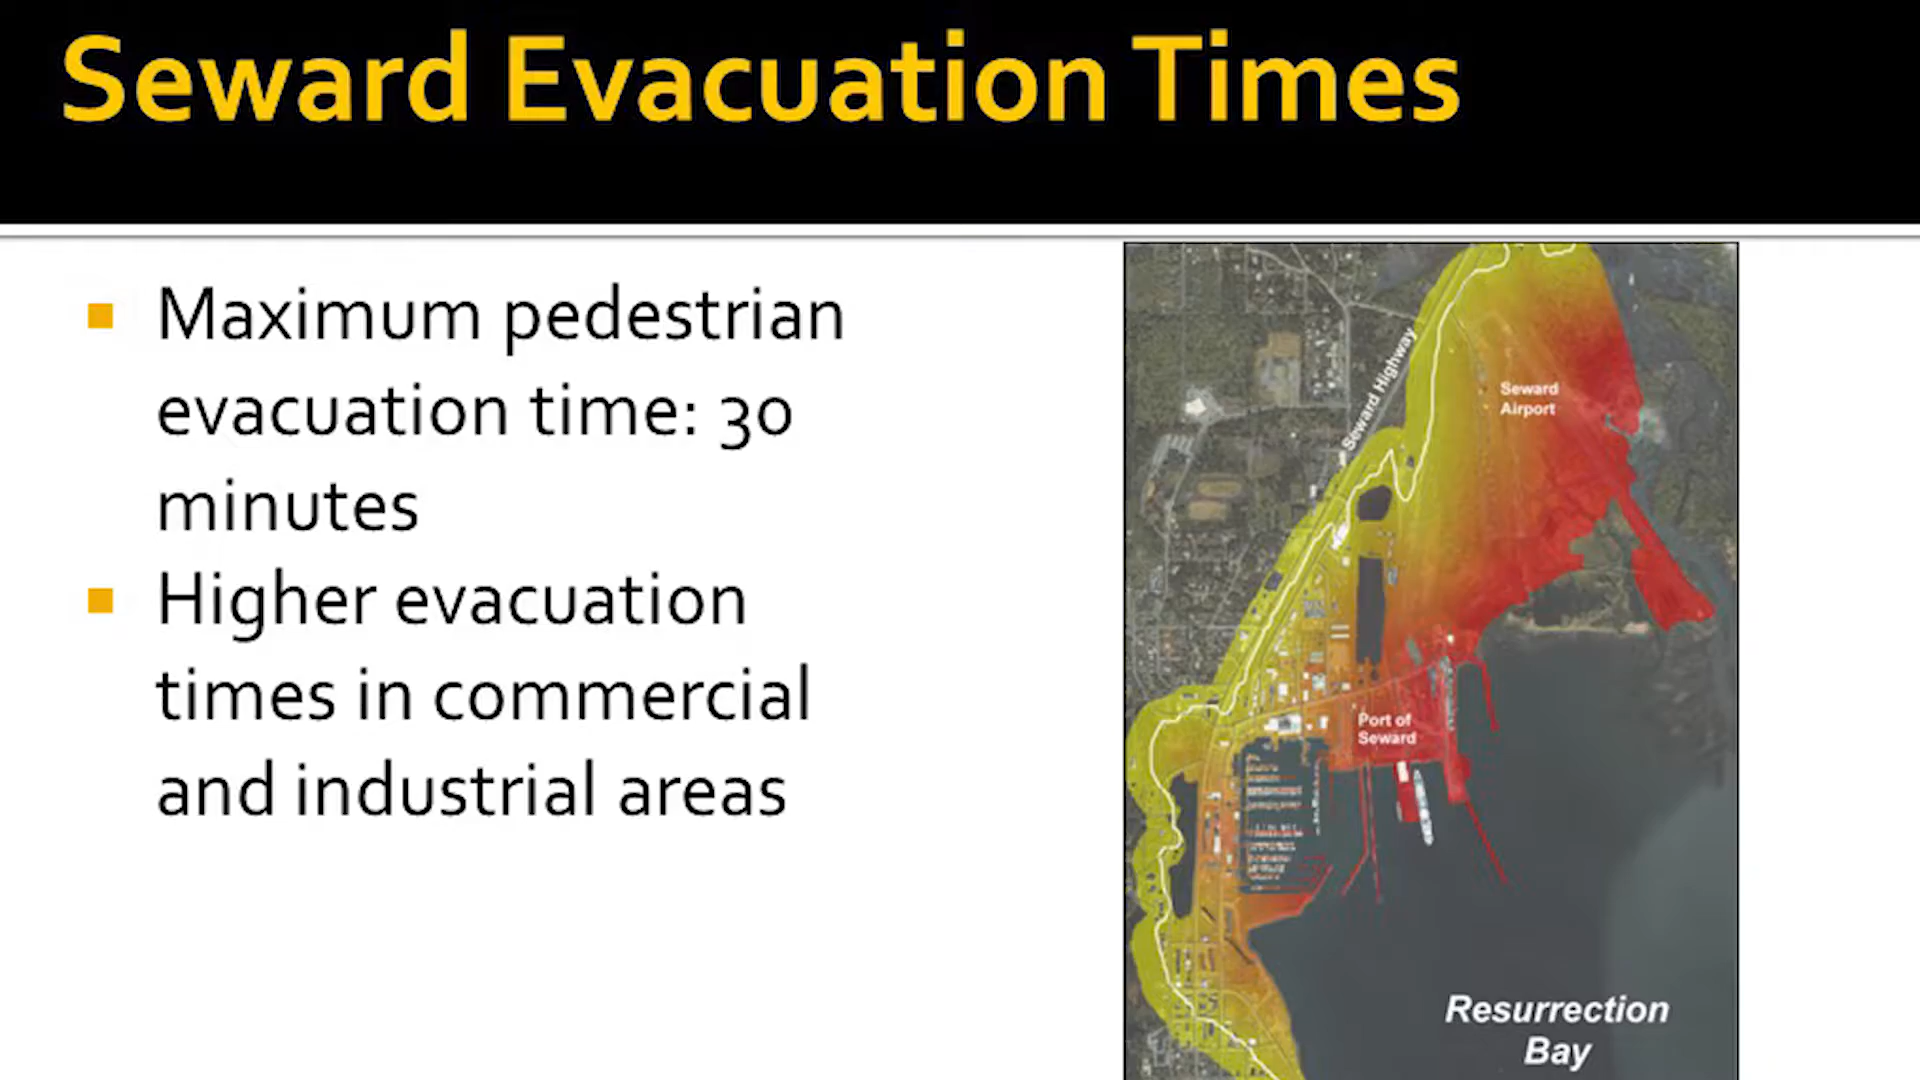 Seward Evacuation Times
Maximum pedestrian
evacuation time: 30
minutes
Higher evacuation
times in commercial
and industrial areas
Seward Highway
Seward
Airport
Port of
Seward
Resurrection
Bay